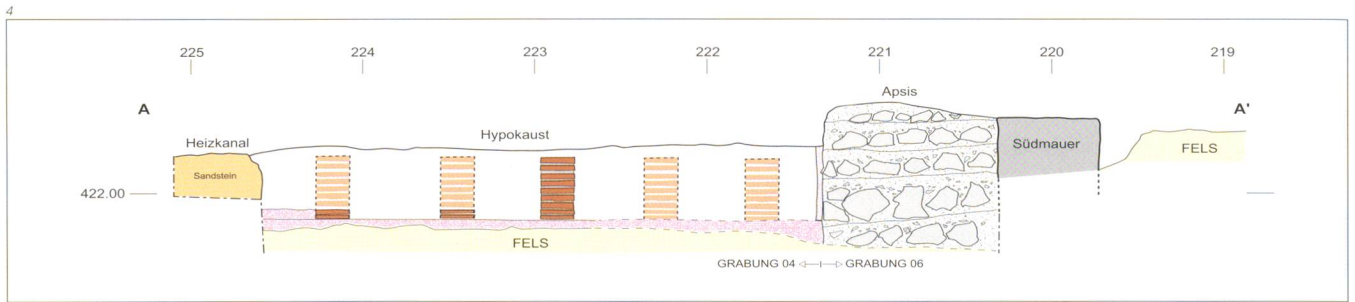 4
225 224 223 222 221 220 219
A Apsis A'
Heizkanal Hypokaust Südmauer FELS
Sandstein
422.00
FELS
GRABUNG 04 GRABUNG 06